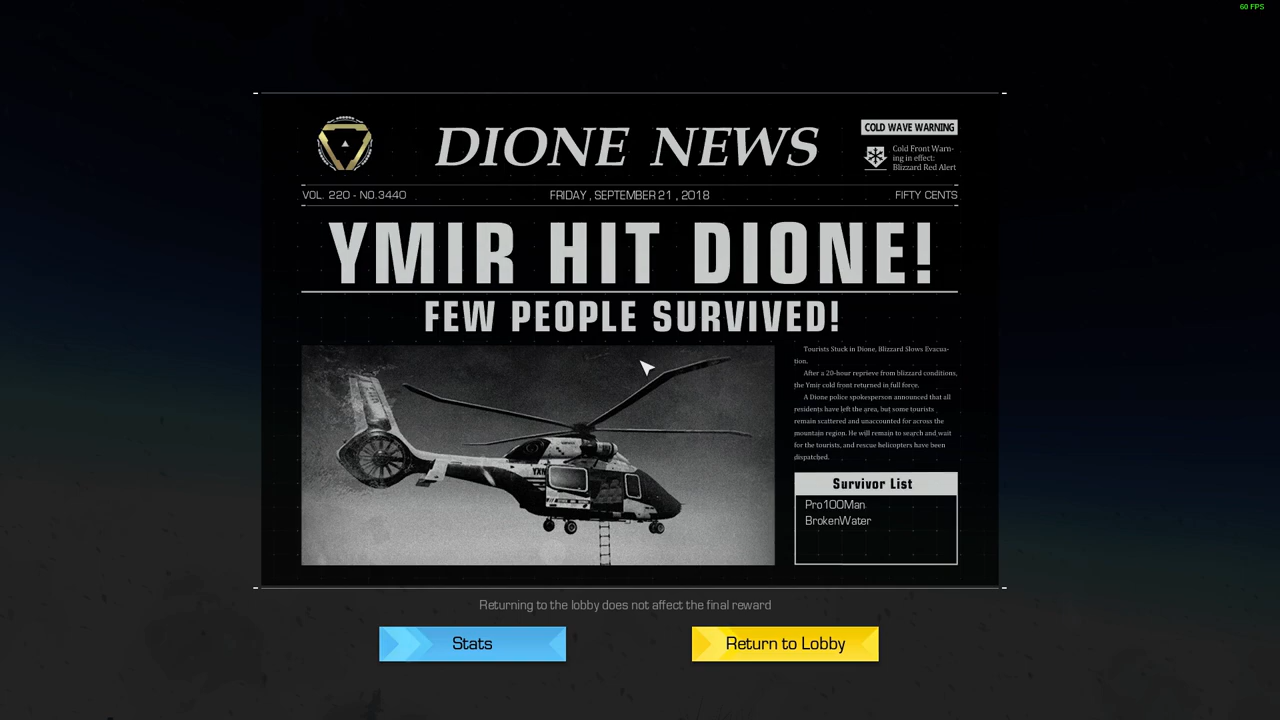 60 FPS
DIONE NEWS
COLD WAVE WARNING
Cold Front Warn-
ing in effect:
Blizzard Red Alert
VOL. 220 - NO.3440
FRIDAY, SEPTEMBER 21, 2018
FIFTY CENTS
YMIR HIT DIONE!
FEW PEOPLE SURVIVED!
Tourists Stuck in Dione, Blizzard Slows Evacua-
tion.
After a 20-hour reprieve from blizzard conditions,
the Ymir cold front returned in full force.
A Dione police spokesperson announced that all
residents have left the area, but some tourists
remain scattered and unaccounted for across the
mountain region. He will remain to search and wait
for the tourists, and rescue helicopters have been
dispatched.
Survivor List
Pro100Man
BrokenWater
Returning to the lobby does not affect the final reward
Stats
Return to Lobby